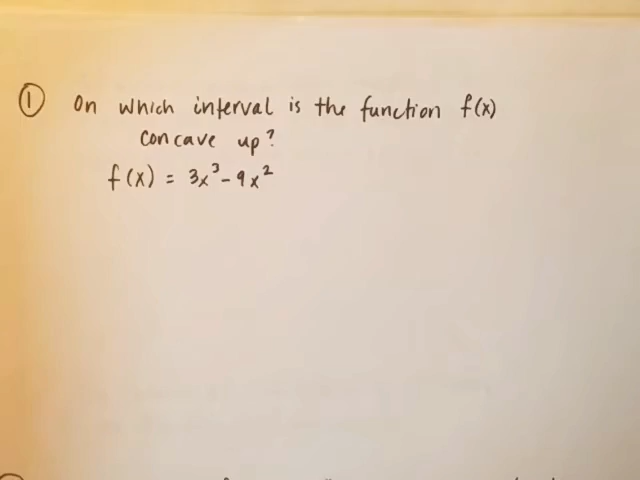 ① On which interval is the function f(x)
concave up?
f(x) = 3x³ - 9x²